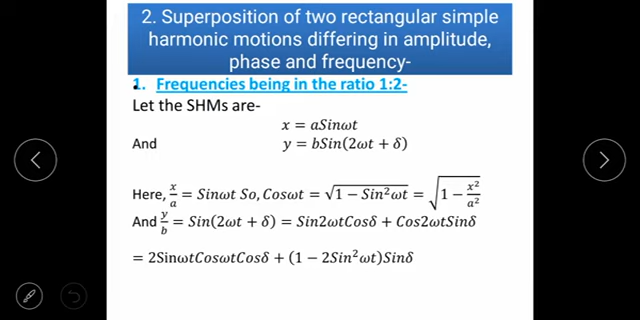 2. Superposition of two rectangular simple
harmonic motions differing in amplitude,
phase and frequency-
1. Frequencies being in the ratio 1:2-
Let the SHMs are-
x = aSinωt
And y = bSin(2ωt + δ)
Here, x/a = Sinωt So, Cosωt = √(1 − Sin²ωt) = √(1 − x²/a²)
And y/b = Sin(2ωt + δ) = Sin2ωtCosδ + Cos2ωtSinδ
= 2SinωtCosωtCosδ + (1 − 2Sin²ωt)Sinδ